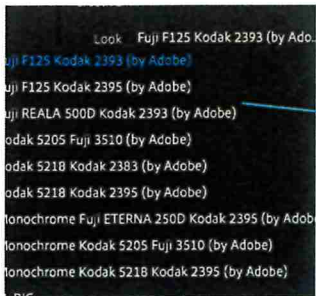 Look Fuji F125 Kodak 2393 (by Ado...
uji F125 Kodak 2393 (by Adobe)
uji F125 Kodak 2395 (by Adobe)
uji REALA 500D Kodak 2393 (by Adobe)
odak 5205 Fuji 3510 (by Adobe)
odak 5218 Kodak 2383 (by Adobe)
odak 5218 Kodak 2395 (by Adobe)
Monochrome Fuji ETERNA 250D Kodak 2395 (by Adob
Monochrome Kodak 5205 Fuji 3510 (by Adobe)
Monochrome Kodak 5218 Kodak 2395 (by Adobe)